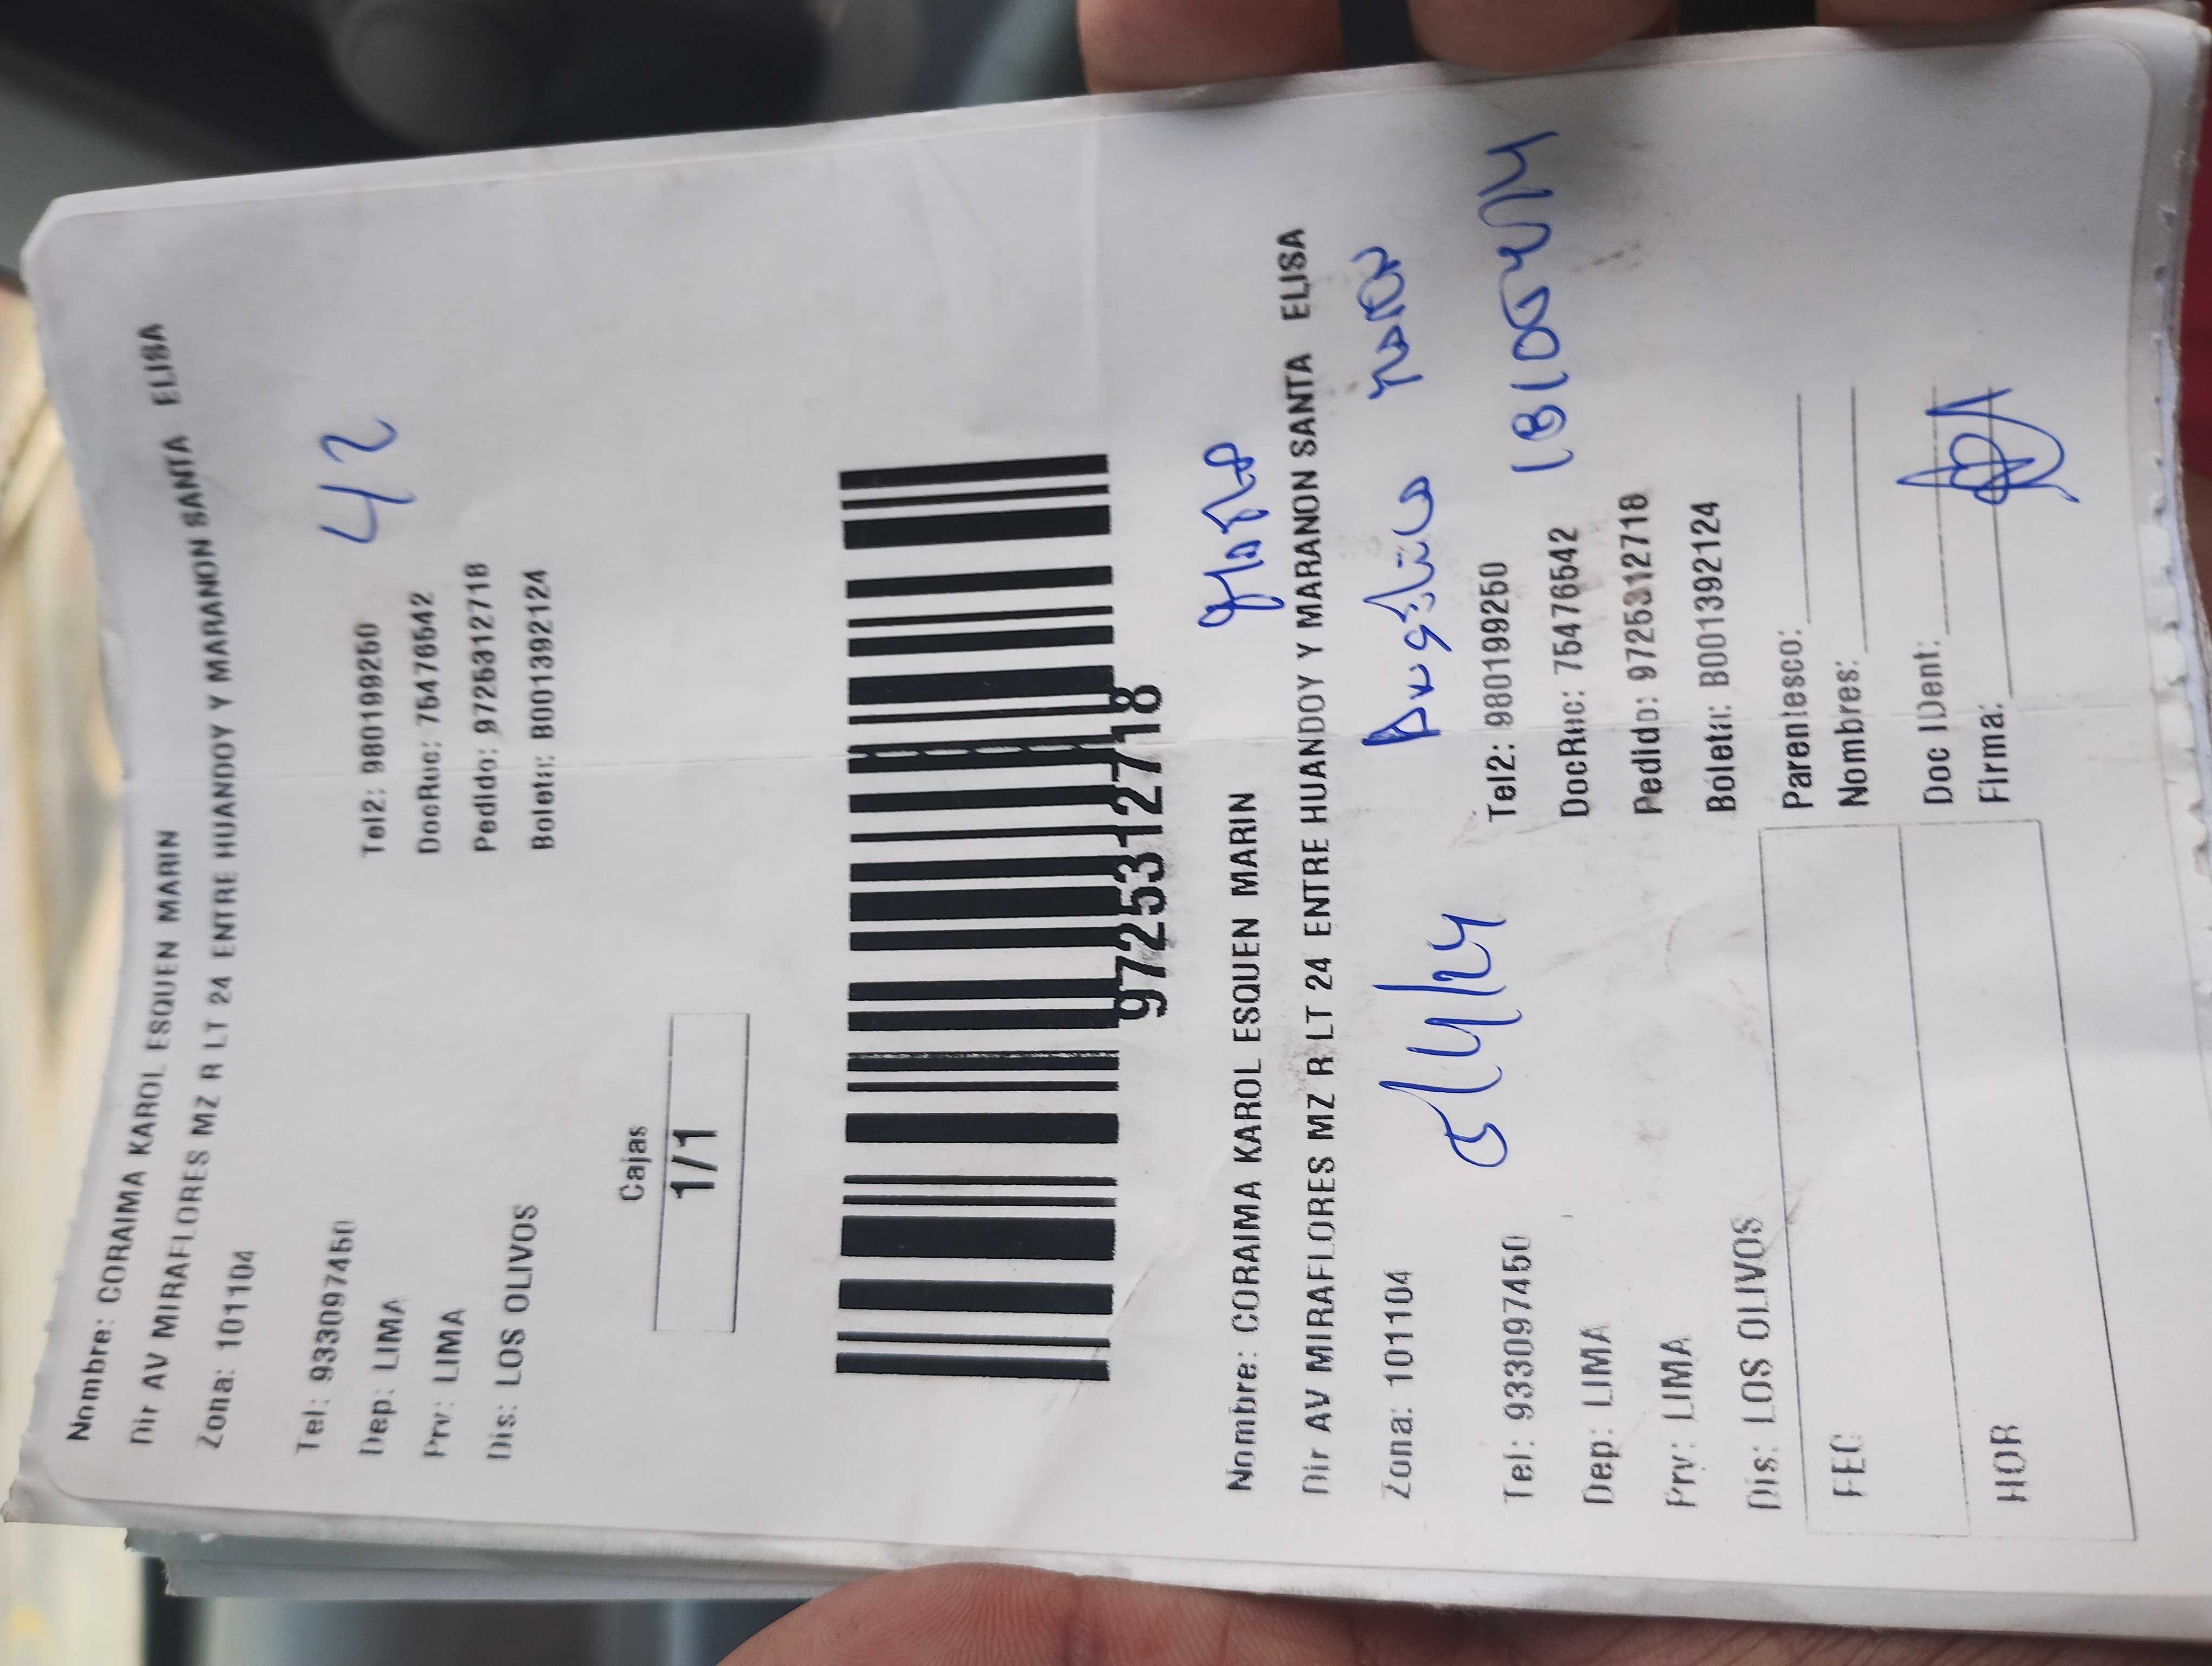 Nombre: CORAIMA KAROL ESQUEN MARIN
Dir AV MIRAFLORES MZ R LT 24 ENTRE HUANDOY Y MARANON SANTA ELISA
Zona: 101104
42
Tel: 933097450 Tel2: 980199250
Dep: LIMA DocRuc: 75476542
Prv: LIMA Pedido: 9725312718
Dis: LOS OLIVOS Boleta: B001392124
Cajas
1/1
9725312718
Nombre: CORAIMA KAROL ESQUEN MARIN
Dir AV MIRAFLORES MZ R LT 24 ENTRE HUANDOY Y MARANON SANTA ELISA
Zona: 101104
Tel: 933097450 Tel2: 980199250
Dep: LIMA DocRuc: 75476542
Prv: LIMA Pedido: 9725312718
Dis: LOS OLIVOS Boleta: B001392124
FEC Parentesco:
Nombres:
HOR Doc IDent:
Firma: